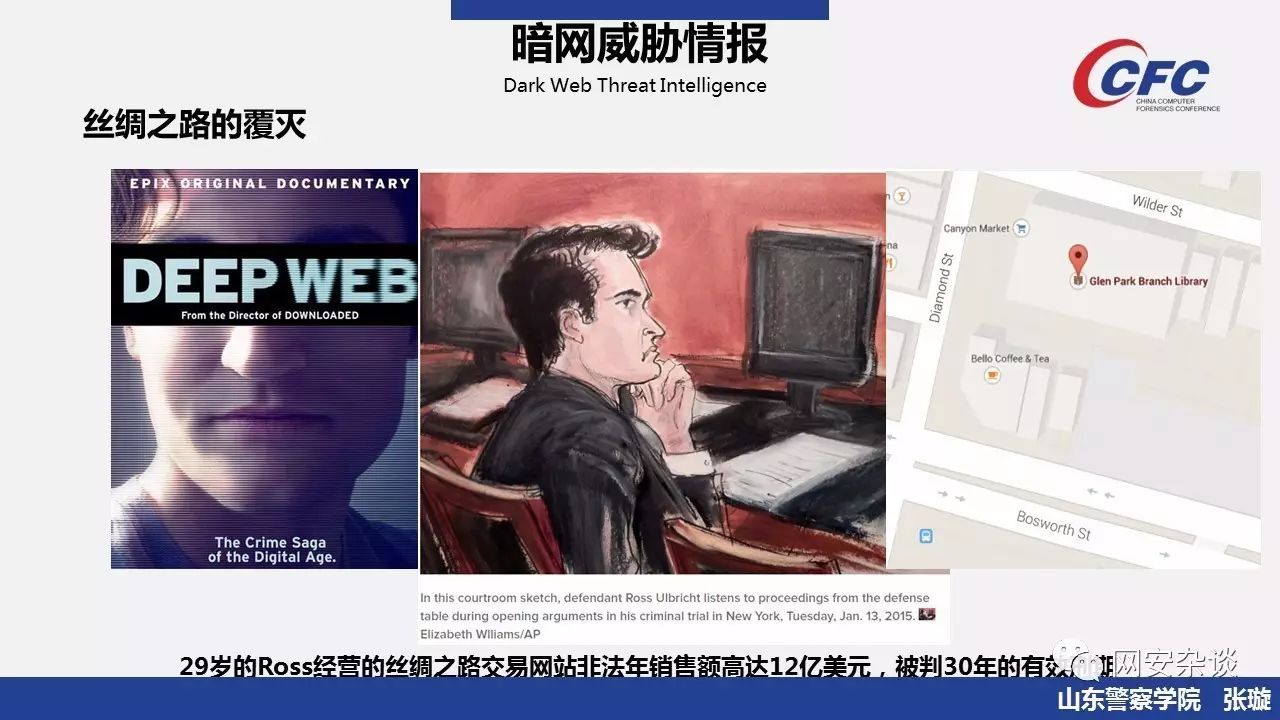 暗网威胁情报
Dark Web Threat Intelligence
CFC
CHINA COMPUTER
FORENSICS CONFERENCE
丝绸之路的覆灭
EPIX ORIGINAL DOCUMENTARY
DEEP WEB
From the Director of DOWNLOADED
The Crime Saga
of the Digital Age.
Wilder St
Canyon Market
Diamond St
Glen Park Branch Library
Bello Coffee & Tea
Bosworth St
In this courtroom sketch, defendant Ross Ulbricht listens to proceedings from the defense
table during opening arguments in his criminal trial in New York, Tuesday, Jan. 13, 2015.
Elizabeth Wlliams/AP
29岁的Ross经营的丝绸之路交易网站非法年销售额高达12亿美元，被判30年的有
网安杂谈
山东警察学院 张璇